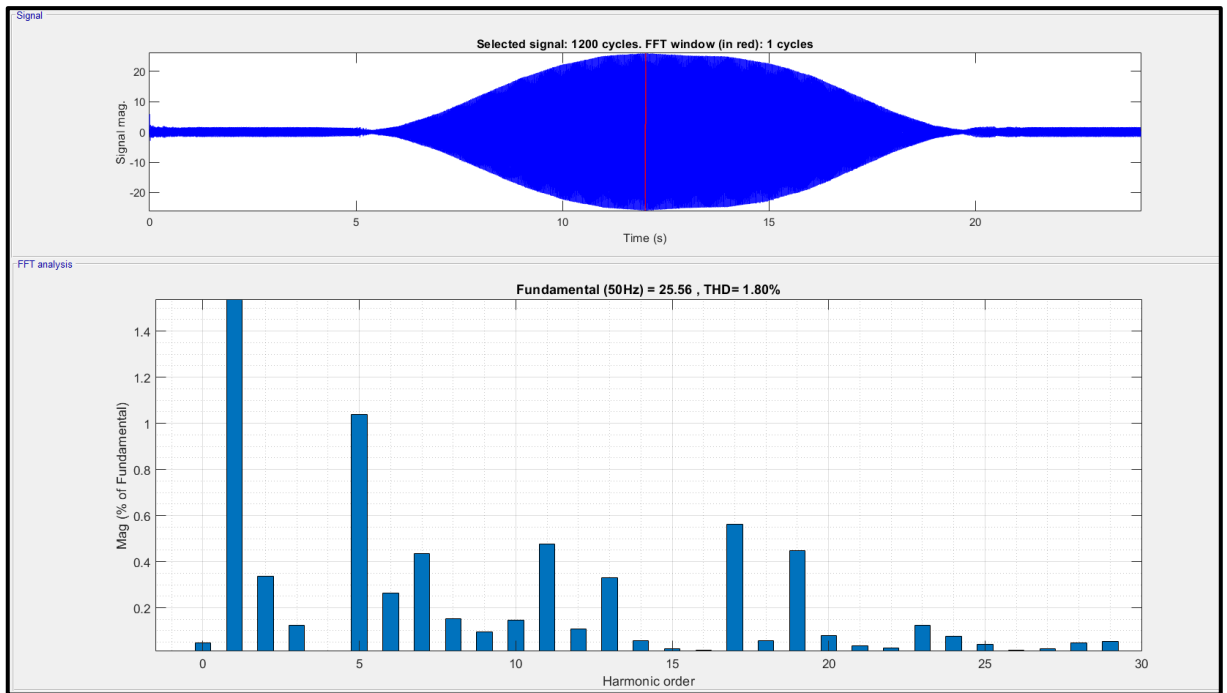 Signal
Selected signal: 1200 cycles. FFT window (in red): 1 cycles
Signal mag.
20
10
0
-10
-20
0 5 10 15 20
Time (s)
FFT analysis
Fundamental (50Hz) = 25.56 , THD= 1.80%
Mag (% of Fundamental)
1.4
1.2
1
0.8
0.6
0.4
0.2
0 5 10 15 20 25 30
Harmonic order